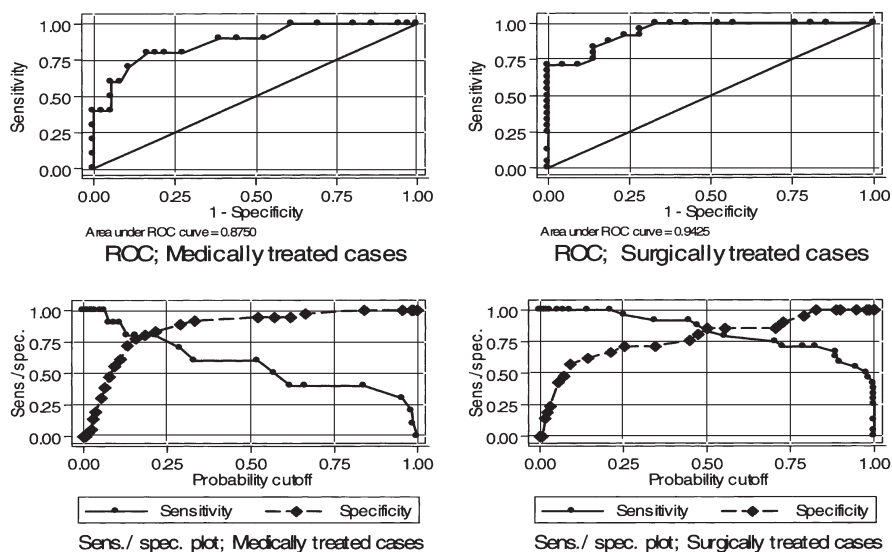 Sensitivity
1.00
0.75
0.50
0.25
0.00
0.00 0.25 0.50 0.75 1.00
1 - Specificity
Area under ROC curve = 0.8750
ROC; Medically treated cases
Sensitivity
1.00
0.75
0.50
0.25
0.00
0.00 0.25 0.50 0.75 1.00
1 - Specificity
Area under ROC curve = 0.9425
ROC; Surgically treated cases
Sens./spec.
1.00
0.75
0.50
0.25
0.00
0.00 0.25 0.50 0.75 1.00
Probability cutoff
Sensitivity Specificity
Sens./ spec. plot; Medically treated cases
Sens./spec.
1.00
0.75
0.50
0.25
0.00
0.00 0.25 0.50 0.75 1.00
Probability cutoff
Sensitivity Specificity
Sens./ spec. plot; Surgically treated cases